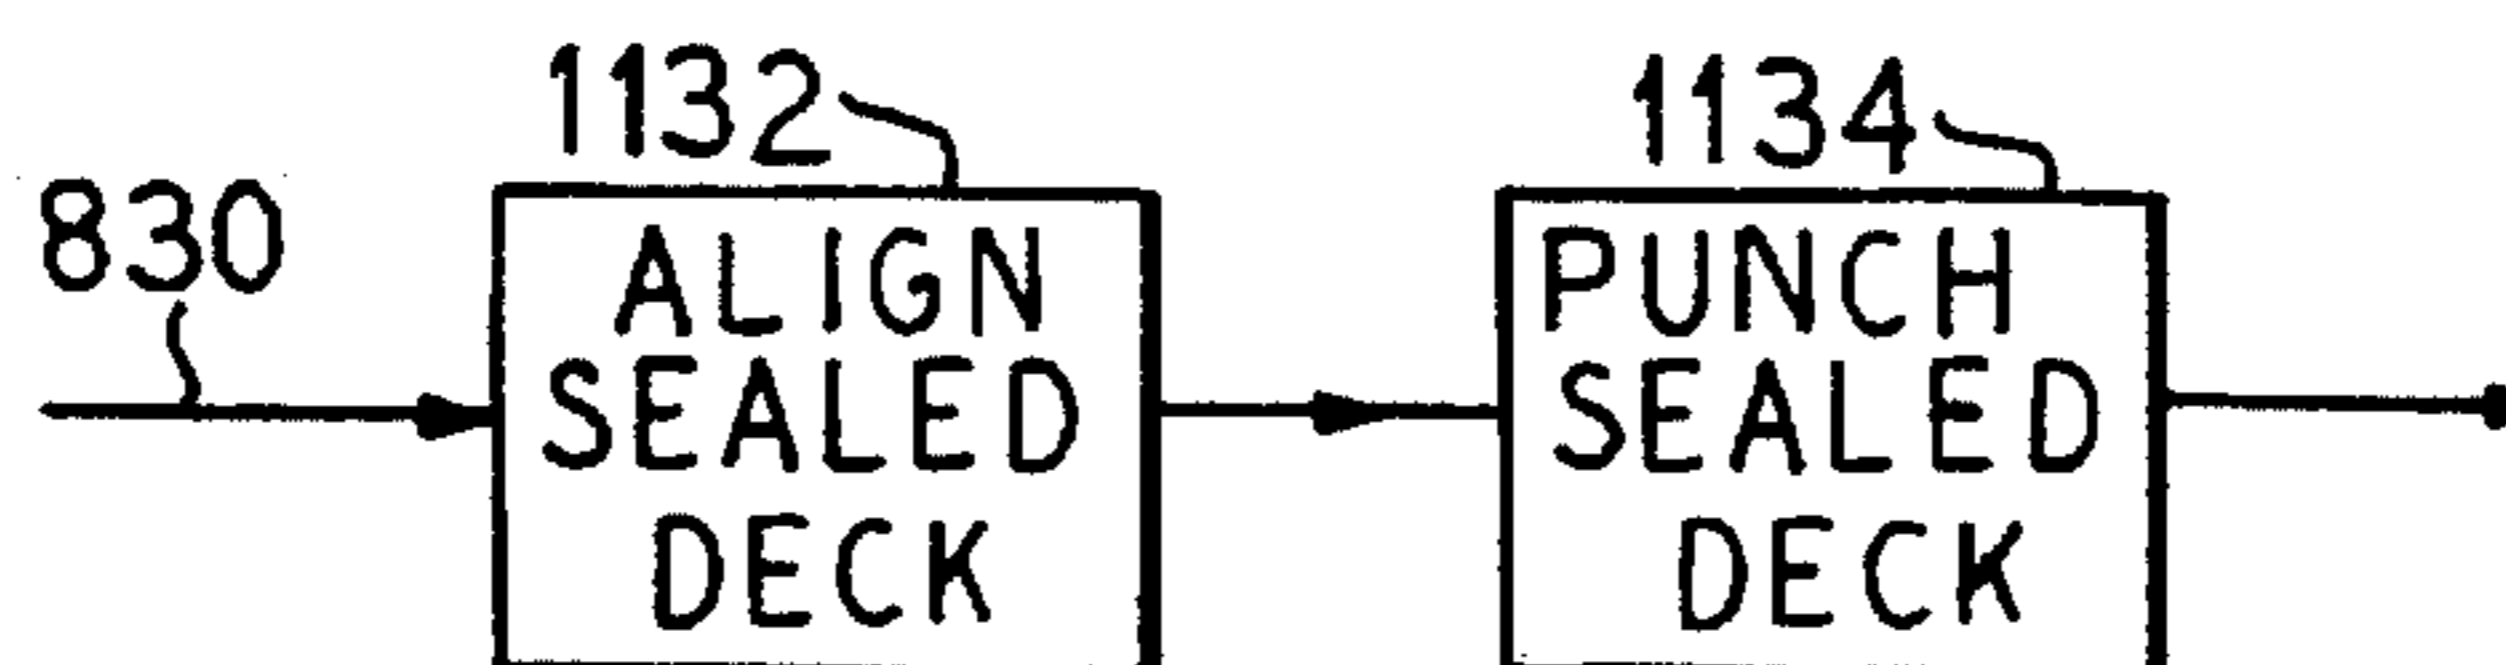 1132
1134
830
ALIGN
SEALED
DECK
PUNCH
SEALED
DECK